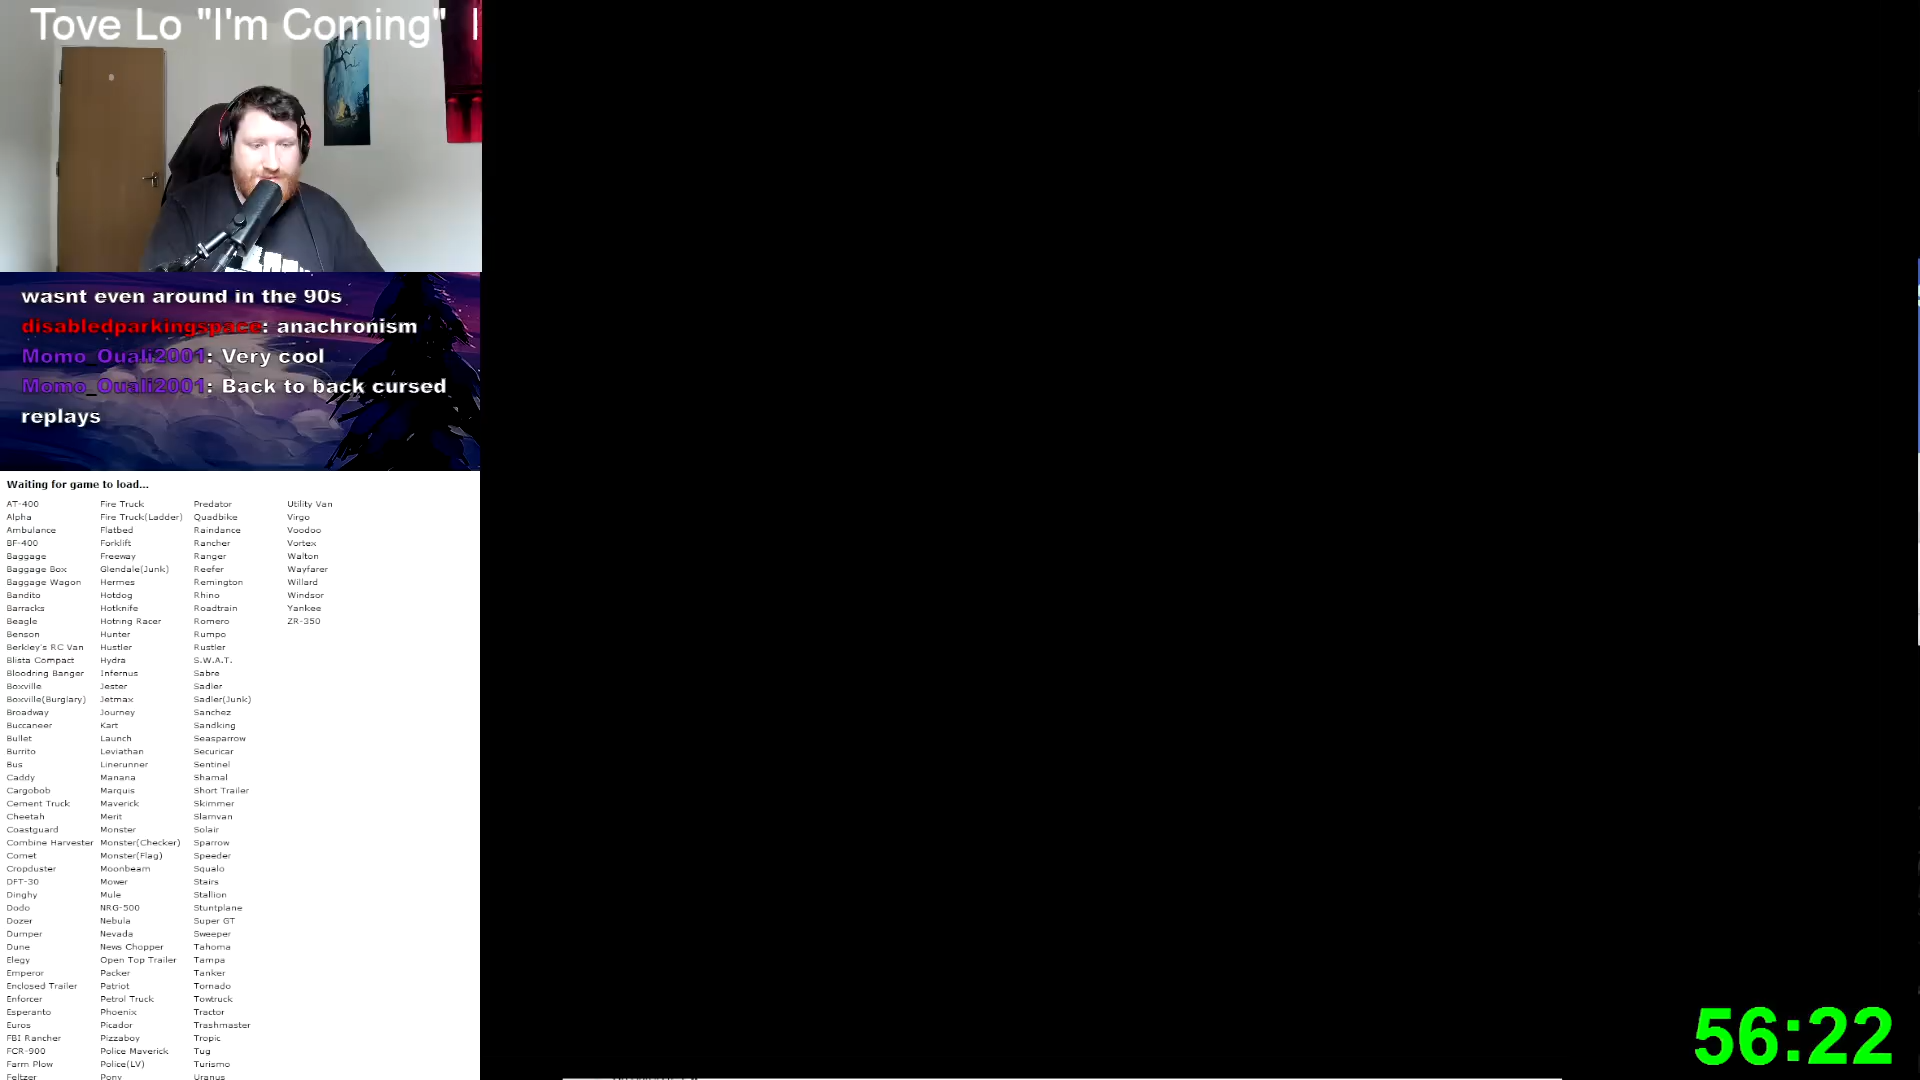 Tove Lo "I'm Coming"
wasnt even around in the 90s
disabledparkingspace: anachronism
Momo_Ouali2001: Very cool
Momo_Ouali2001: Back to back cursed
replays
Waiting for game to load...
AT-400 Fire Truck Predator Utility Van
Alpha Fire Truck(Ladder) Quadbike Virgo
Ambulance Flatbed Raindance Voodoo
BF-400 Forklift Rancher Vortex
Baggage Freeway Ranger Walton
Baggage Box Glendale(Junk) Reefer Wayfarer
Baggage Wagon Hermes Remington Willard
Bandito Hotdog Rhino Windsor
Barracks Hotknife Roadtrain Yankee
Beagle Hotring Racer Romero ZR-350
Benson Hunter Rumpo
Berkley's RC Van Hustler Rustler
Blista Compact Hydra S.W.A.T.
Bloodring Banger Infernus Sabre
Boxville Jester Sadler
Boxville(Burglary) Jetmax Sadler(Junk)
Broadway Journey Sanchez
Buccaneer Kart Sandking
Bullet Launch Seasparrow
Burrito Leviathan Securicar
Bus Linerunner Sentinel
Caddy Manana Shamal
Cargobob Marquis Short Trailer
Cement Truck Maverick Skimmer
Cheetah Merit Slamvan
Coastguard Monster Solair
Combine Harvester Monster(Checker) Sparrow
Comet Monster(Flag) Speeder
Cropduster Moonbeam Squalo
DFT-30 Mower Stairs
Dinghy Mule Stallion
Dodo NRG-500 Stuntplane
Dozer Nebula Super GT
Dumper Nevada Sweeper
Dune News Chopper Tahoma
Elegy Open Top Trailer Tampa
Emperor Packer Tanker
Enclosed Trailer Patriot Tornado
Enforcer Petrol Truck Towtruck
Esperanto Phoenix Tractor
Euros Picador Trashmaster
FBI Rancher Pizzaboy Tropic
FCR-900 Police Maverick Tug
Farm Plow Police(LV) Turismo
Feltzer Pony Uranus
56:22